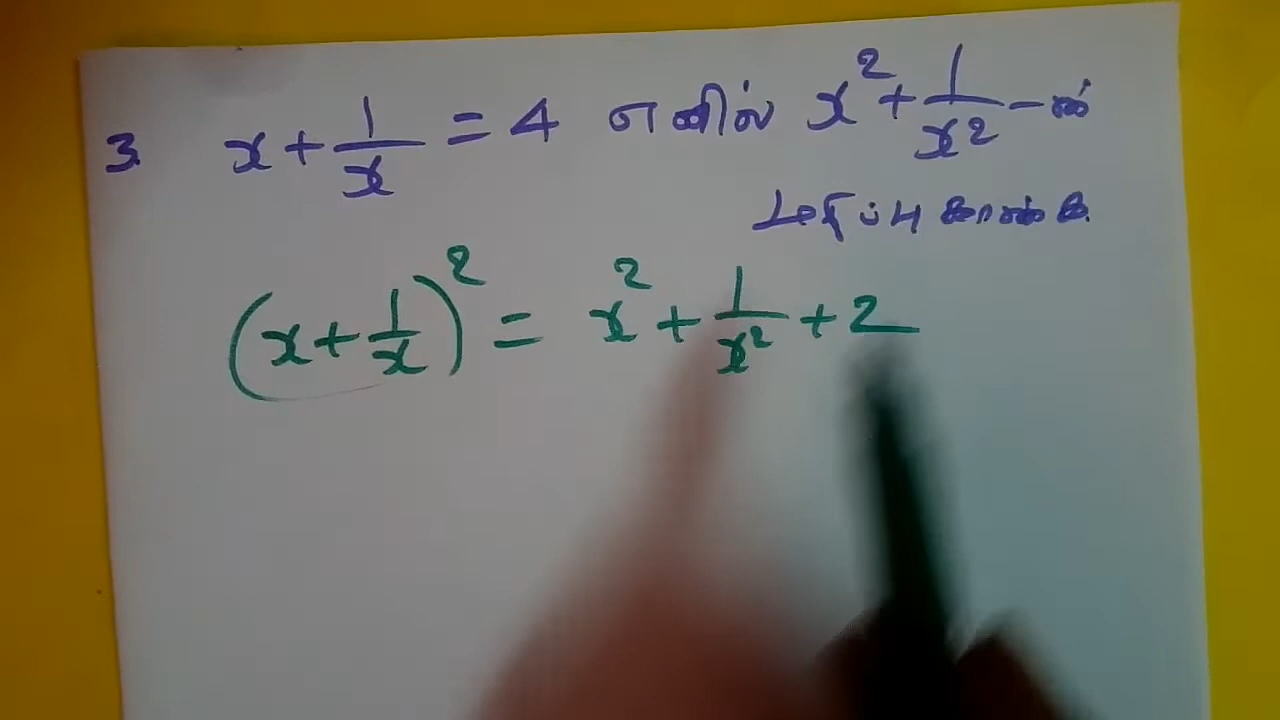 3. x + 1/x = 4 எனில் x² + 1/x² - ன்
மதிப்பு காண்க.
(x + 1/x)² = x² + 1/x² + 2